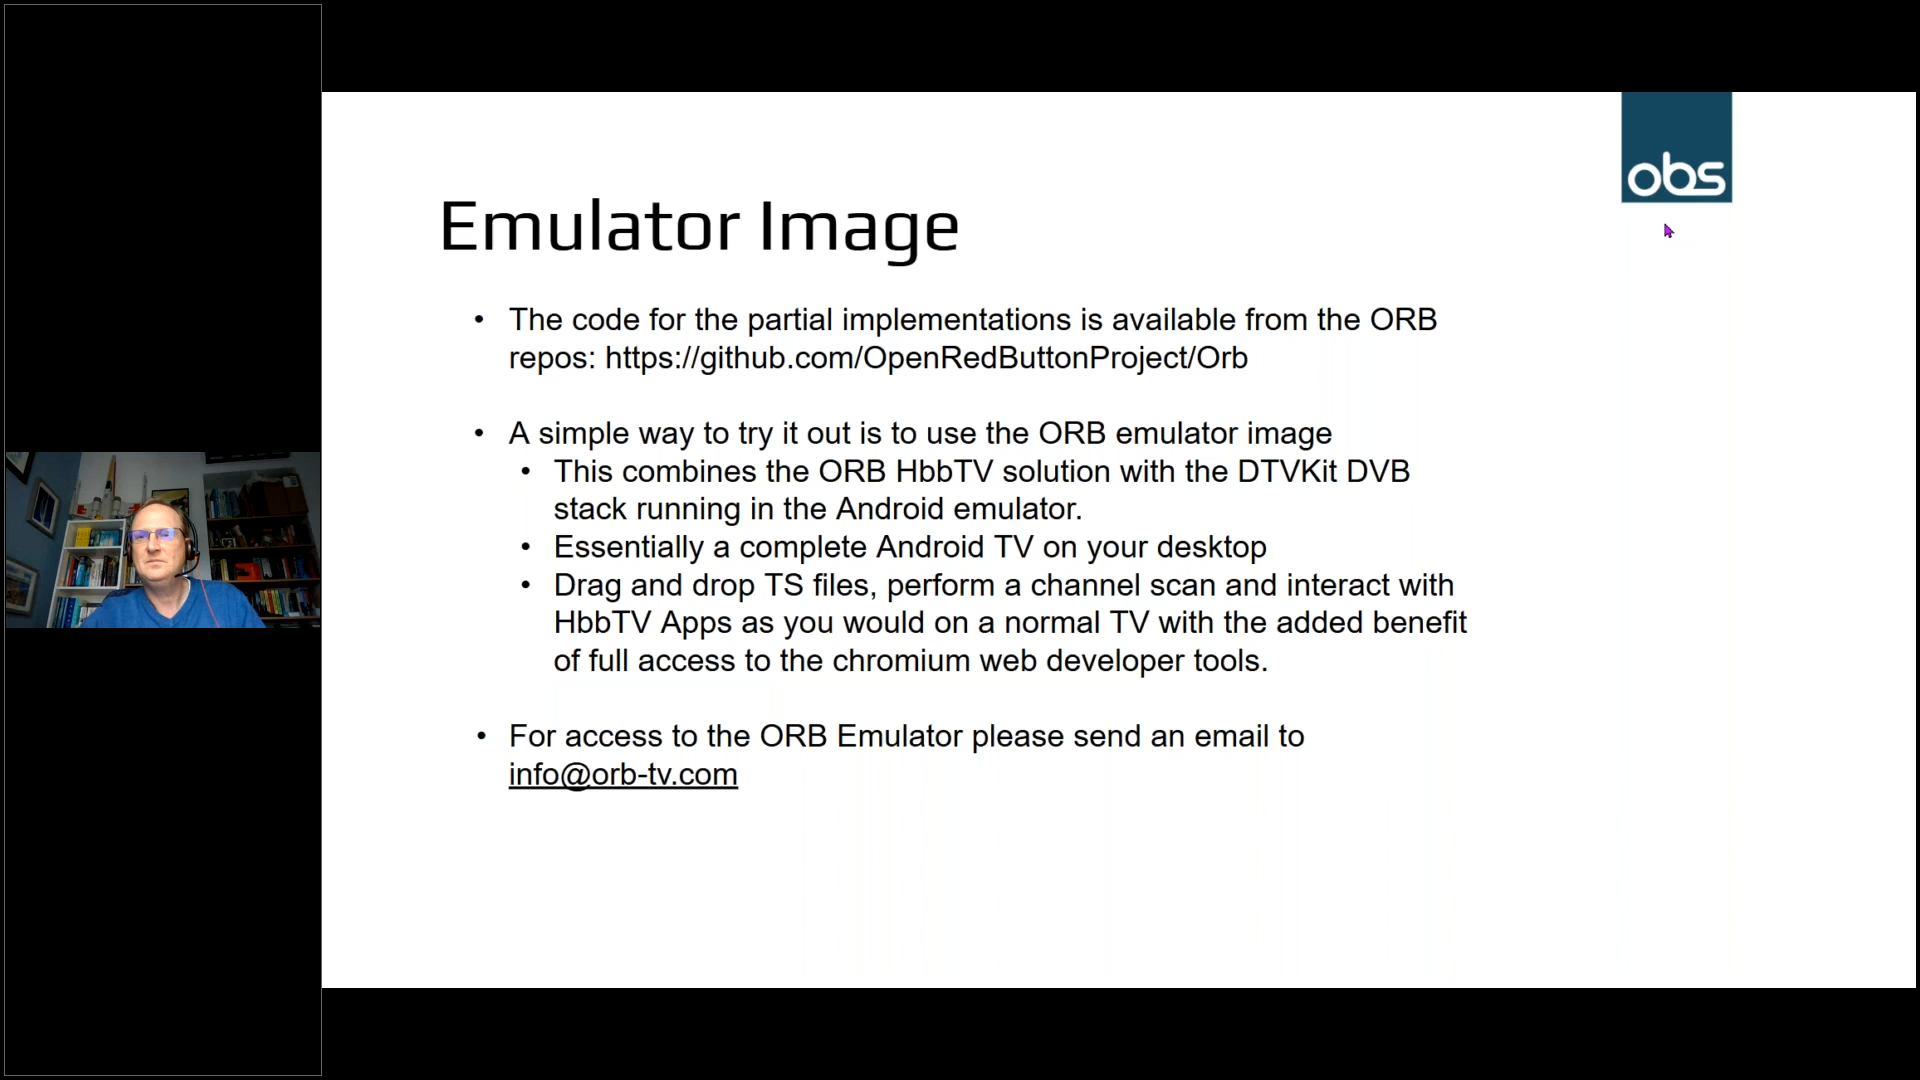 obs
Emulator Image
• The code for the partial implementations is available from the ORB
repos: https://github.com/OpenRedButtonProject/Orb
• A simple way to try it out is to use the ORB emulator image
• This combines the ORB HbbTV solution with the DTVKit DVB
stack running in the Android emulator.
• Essentially a complete Android TV on your desktop
• Drag and drop TS files, perform a channel scan and interact with
HbbTV Apps as you would on a normal TV with the added benefit
of full access to the chromium web developer tools.
• For access to the ORB Emulator please send an email to
info@orb-tv.com